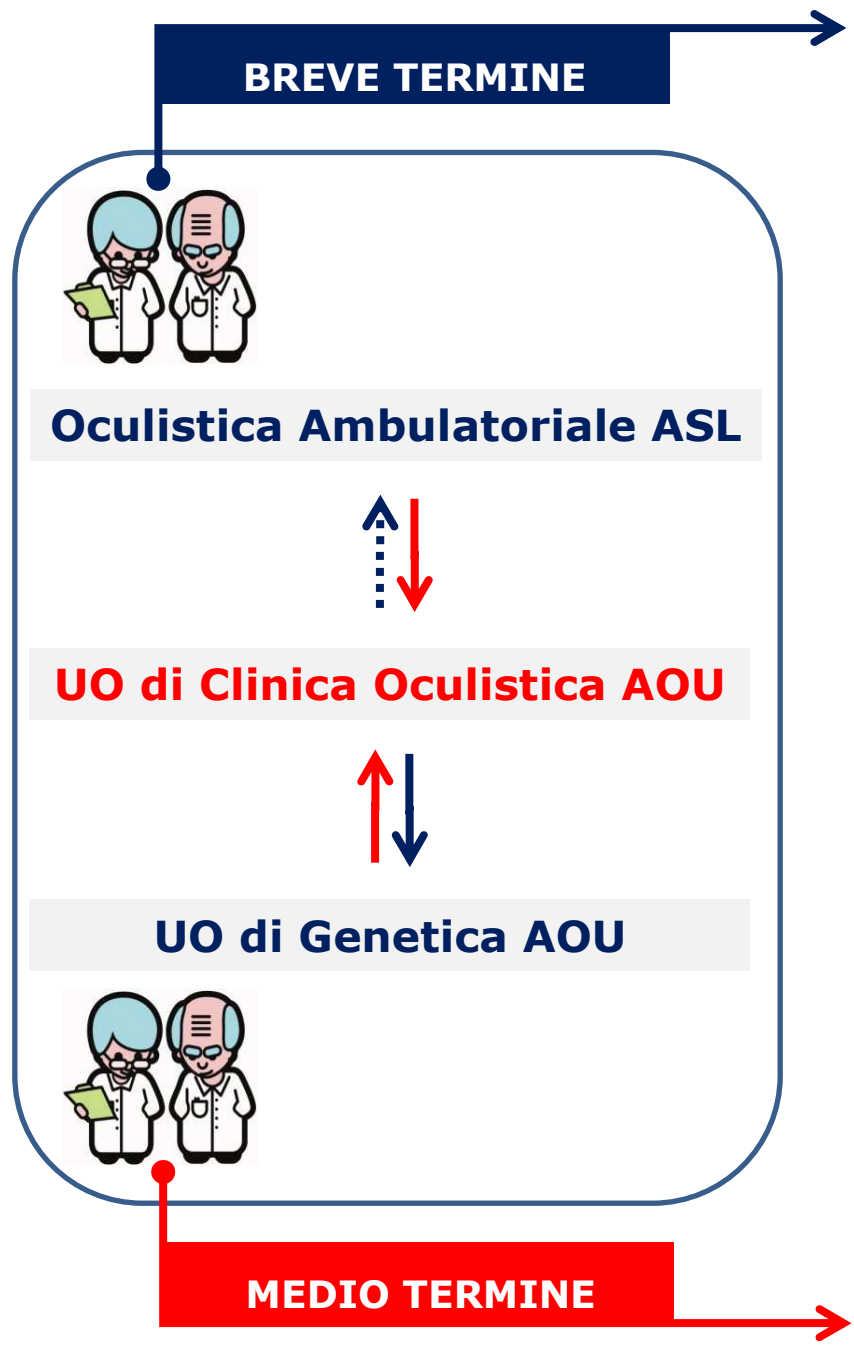 BREVE TERMINE
Oculistica Ambulatoriale ASL
UO di Clinica Oculistica AOU
UO di Genetica AOU
MEDIO TERMINE